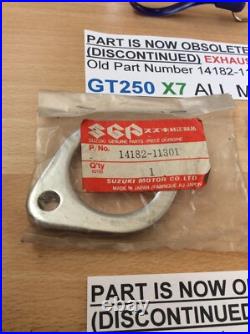 PART IS NOW OBSOLETE
(DISCONTINUED) EXHAUS
Old Part Number 14182-11
GT250 X7 ALL M
SGP スズキ純正部品
SUZUKI GENUINE PARTS
P. No. 14182-11301
Q'ty 1
MADE IN JAPAN
SUZUKI MOTOR CO., LTD.
PART IS NOW
(DISCONTINUED)